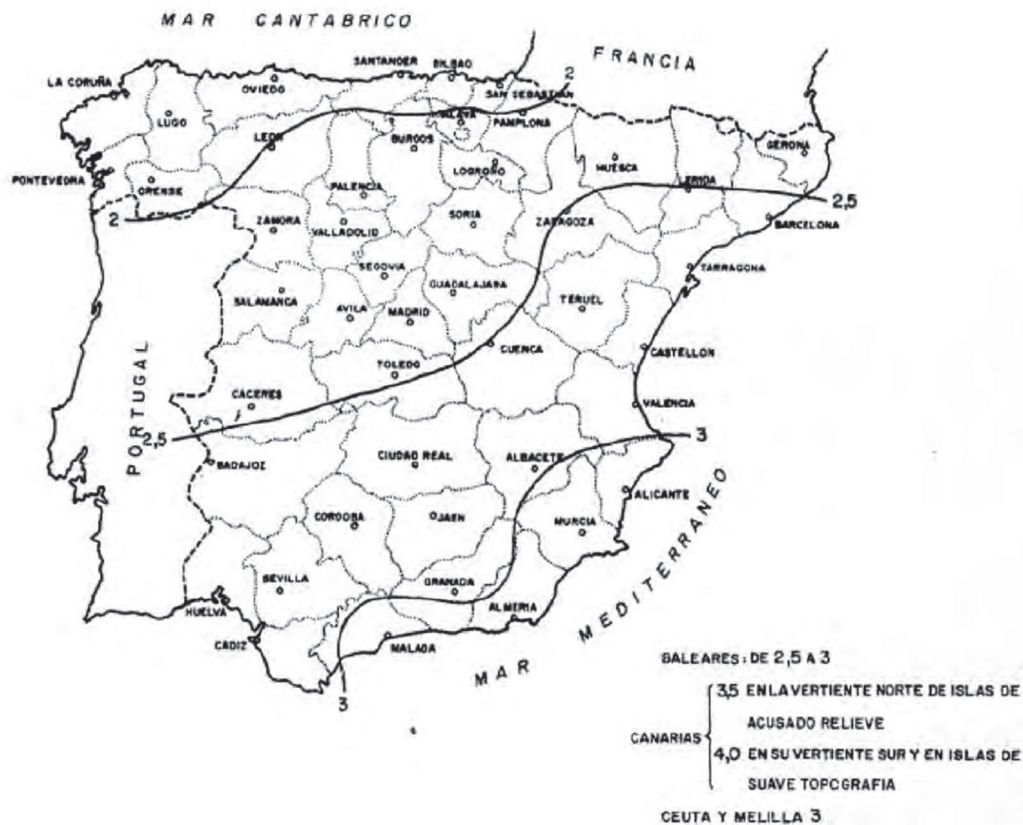 MAR CANTABRICO
FRANCIA
SANTANDER
BILBAO
LA CORUÑA
OVIEDO
SAN SEBASTIAN
2
LUGO
ALAVA
PAMPLONA
LEON
BURGOS
GERONA
HUESCA
LOGROÑO
PONTEVEDRA
ORENSE
PALENCIA
LERIDA
2,5
2
ZAMORA
VALLADOLID
SORIA
ZARAGOZA
BARCELONA
SEGOVIA
TARRAGONA
SALAMANCA
AVILA
MADRID
GUADALAJARA
TERUEL
CUENCA
CASTELLON
TOLEDO
PORTUGAL
CACERES
VALENCIA
2,5
3
BADAJOZ
CIUDAD REAL
ALBACETE
ALICANTE
CORDOBA
JAEN
MURCIA
SEVILLA
GRANADA
HUELVA
ALMERIA
CADIZ
MALAGA
MAR MEDITERRANEO
3
BALEARES: DE 2,5 A 3
CANARIAS
3,5 EN LA VERTIENTE NORTE DE ISLAS DE
ACUSADO RELIEVE
4,0 EN SU VERTIENTE SUR Y EN ISLAS DE
SUAVE TOPOGRAFIA
CEUTA Y MELILLA 3